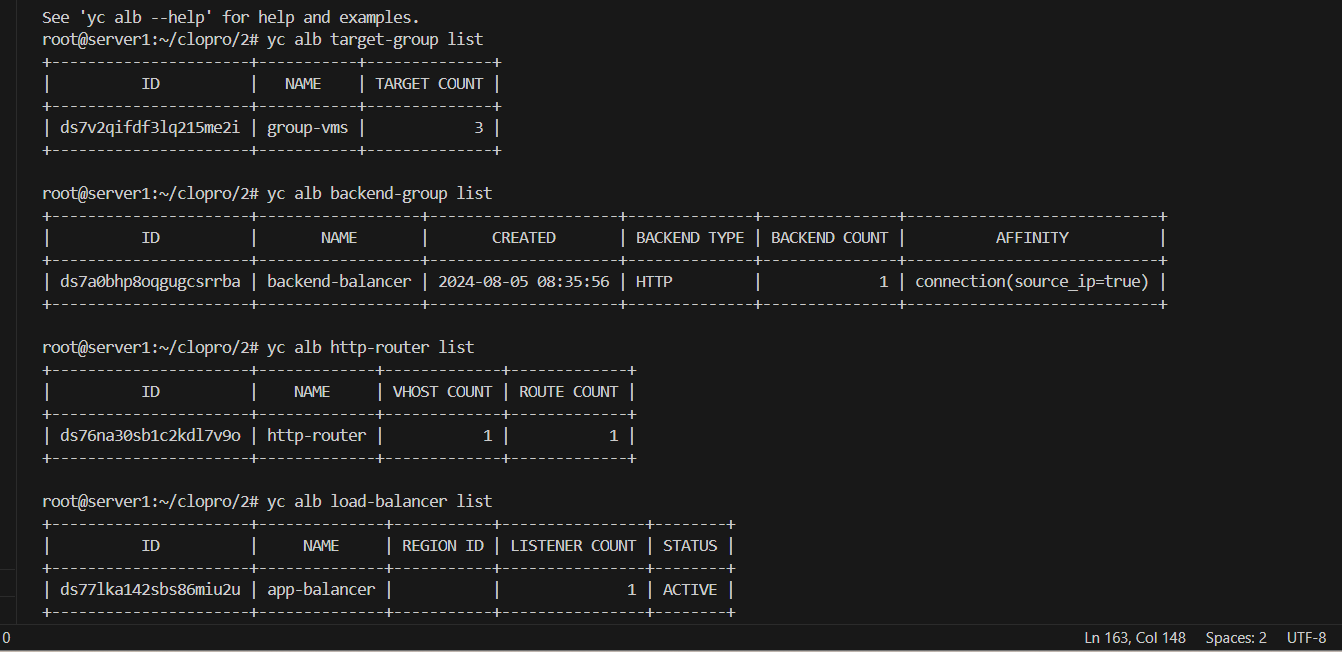 See 'yc alb --help' for help and examples.
root@server1:~/clopro/2# yc alb target-group list
+----------------------+-----------+--------------+
|          ID          |   NAME    | TARGET COUNT |
+----------------------+-----------+--------------+
| ds7v2qifdf3lq215me2i | group-vms |            3 |
+----------------------+-----------+--------------+
root@server1:~/clopro/2# yc alb backend-group list
+----------------------+------------------+---------------------+--------------+---------------+----------------------------+
|          ID          |       NAME       |       CREATED       | BACKEND TYPE | BACKEND COUNT |          AFFINITY          |
+----------------------+------------------+---------------------+--------------+---------------+----------------------------+
| ds7a0bhp8oqgugcsrrba | backend-balancer | 2024-08-05 08:35:56 | HTTP         |             1 | connection(source_ip=true) |
+----------------------+------------------+---------------------+--------------+---------------+----------------------------+
root@server1:~/clopro/2# yc alb http-router list
+----------------------+-------------+-------------+-------------+
|          ID          |    NAME     | VHOST COUNT | ROUTE COUNT |
+----------------------+-------------+-------------+-------------+
| ds76na30sb1c2kdl7v9o | http-router |           1 |           1 |
+----------------------+-------------+-------------+-------------+
root@server1:~/clopro/2# yc alb load-balancer list
+----------------------+--------------+-----------+----------------+--------+
|          ID          |     NAME     | REGION ID | LISTENER COUNT | STATUS |
+----------------------+--------------+-----------+----------------+--------+
| ds77lka142sbs86miu2u | app-balancer |           |              1 | ACTIVE |
+----------------------+--------------+-----------+----------------+--------+
0 Ln 163, Col 148 Spaces: 2 UTF-8